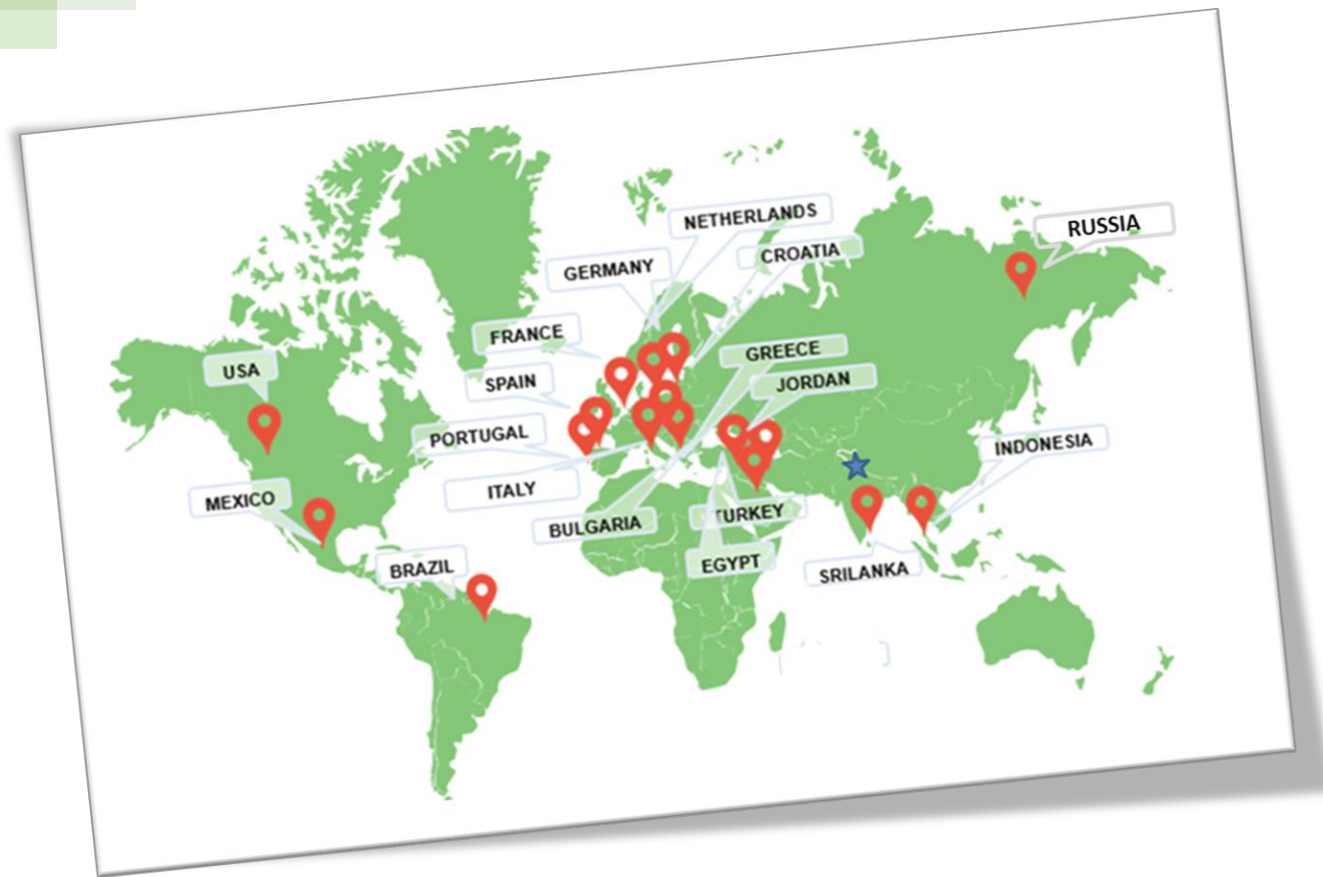 NETHERLANDS
RUSSIA
CROATIA
GERMANY
FRANCE
GREECE
USA
SPAIN
JORDAN
PORTUGAL
INDONESIA
MEXICO
ITALY
BULGARIA
TURKEY
BRAZIL
EGYPT
SRILANKA